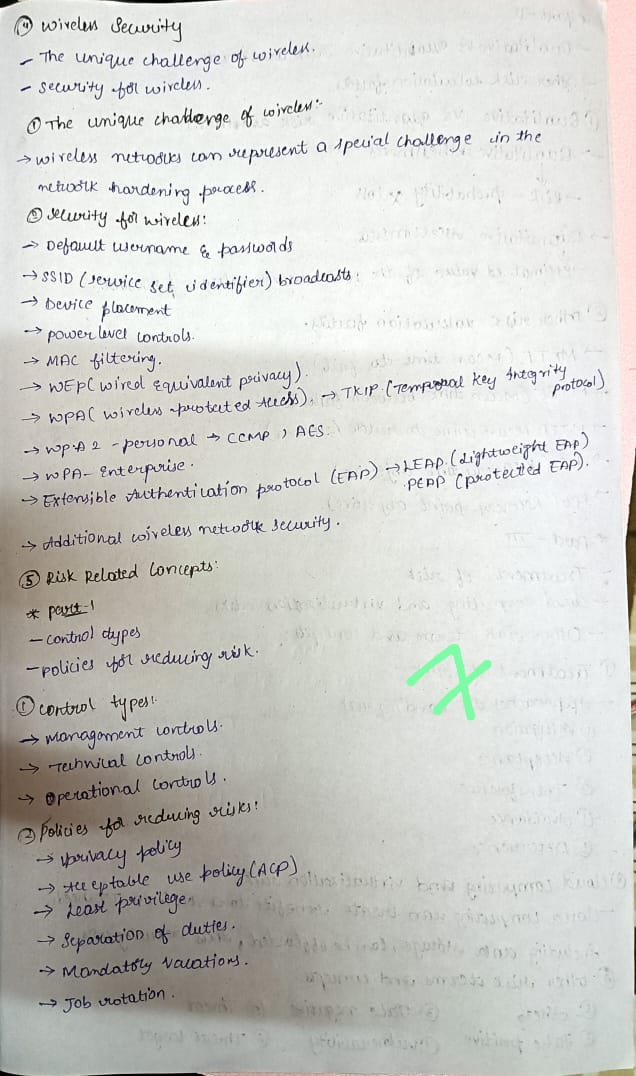 ④ Wireless Security
- The unique challenge of wireless.
- Security for wireless.
① The unique challenge of wireless:-
→ wireless networks can represent a special challenge in the
network hardening process.
② Security for wireless:
→ Default username & passwords
→ SSID (service set identifier) broadcasts:
→ Device placement
→ power level controls.
→ MAC filtering.
→ WEP (wired Equivalent privacy).
→ WPA (wireless protected Access). → TKIP. (Temporal Key Integrity protocol)
→ WPA2 - personal → CCMP, AES.
→ WPA- Enterprise.
→ Extensible Authentication protocol (EAP) → LEAP. (Lightweight EAP)
PEAP (protected EAP).
→ Additional wireless network security.
⑤ Risk Related Concepts:
* part-1
- control types
- policies for reducing risk.
① control types:
→ Management controls.
→ Technical controls.
→ Operational controls.
② Policies for reducing risks:
→ privacy policy
→ Acceptable use policy (ACP)
→ Least privilege
→ Separation of duties.
→ Mandatory vacations.
→ Job rotation.
7